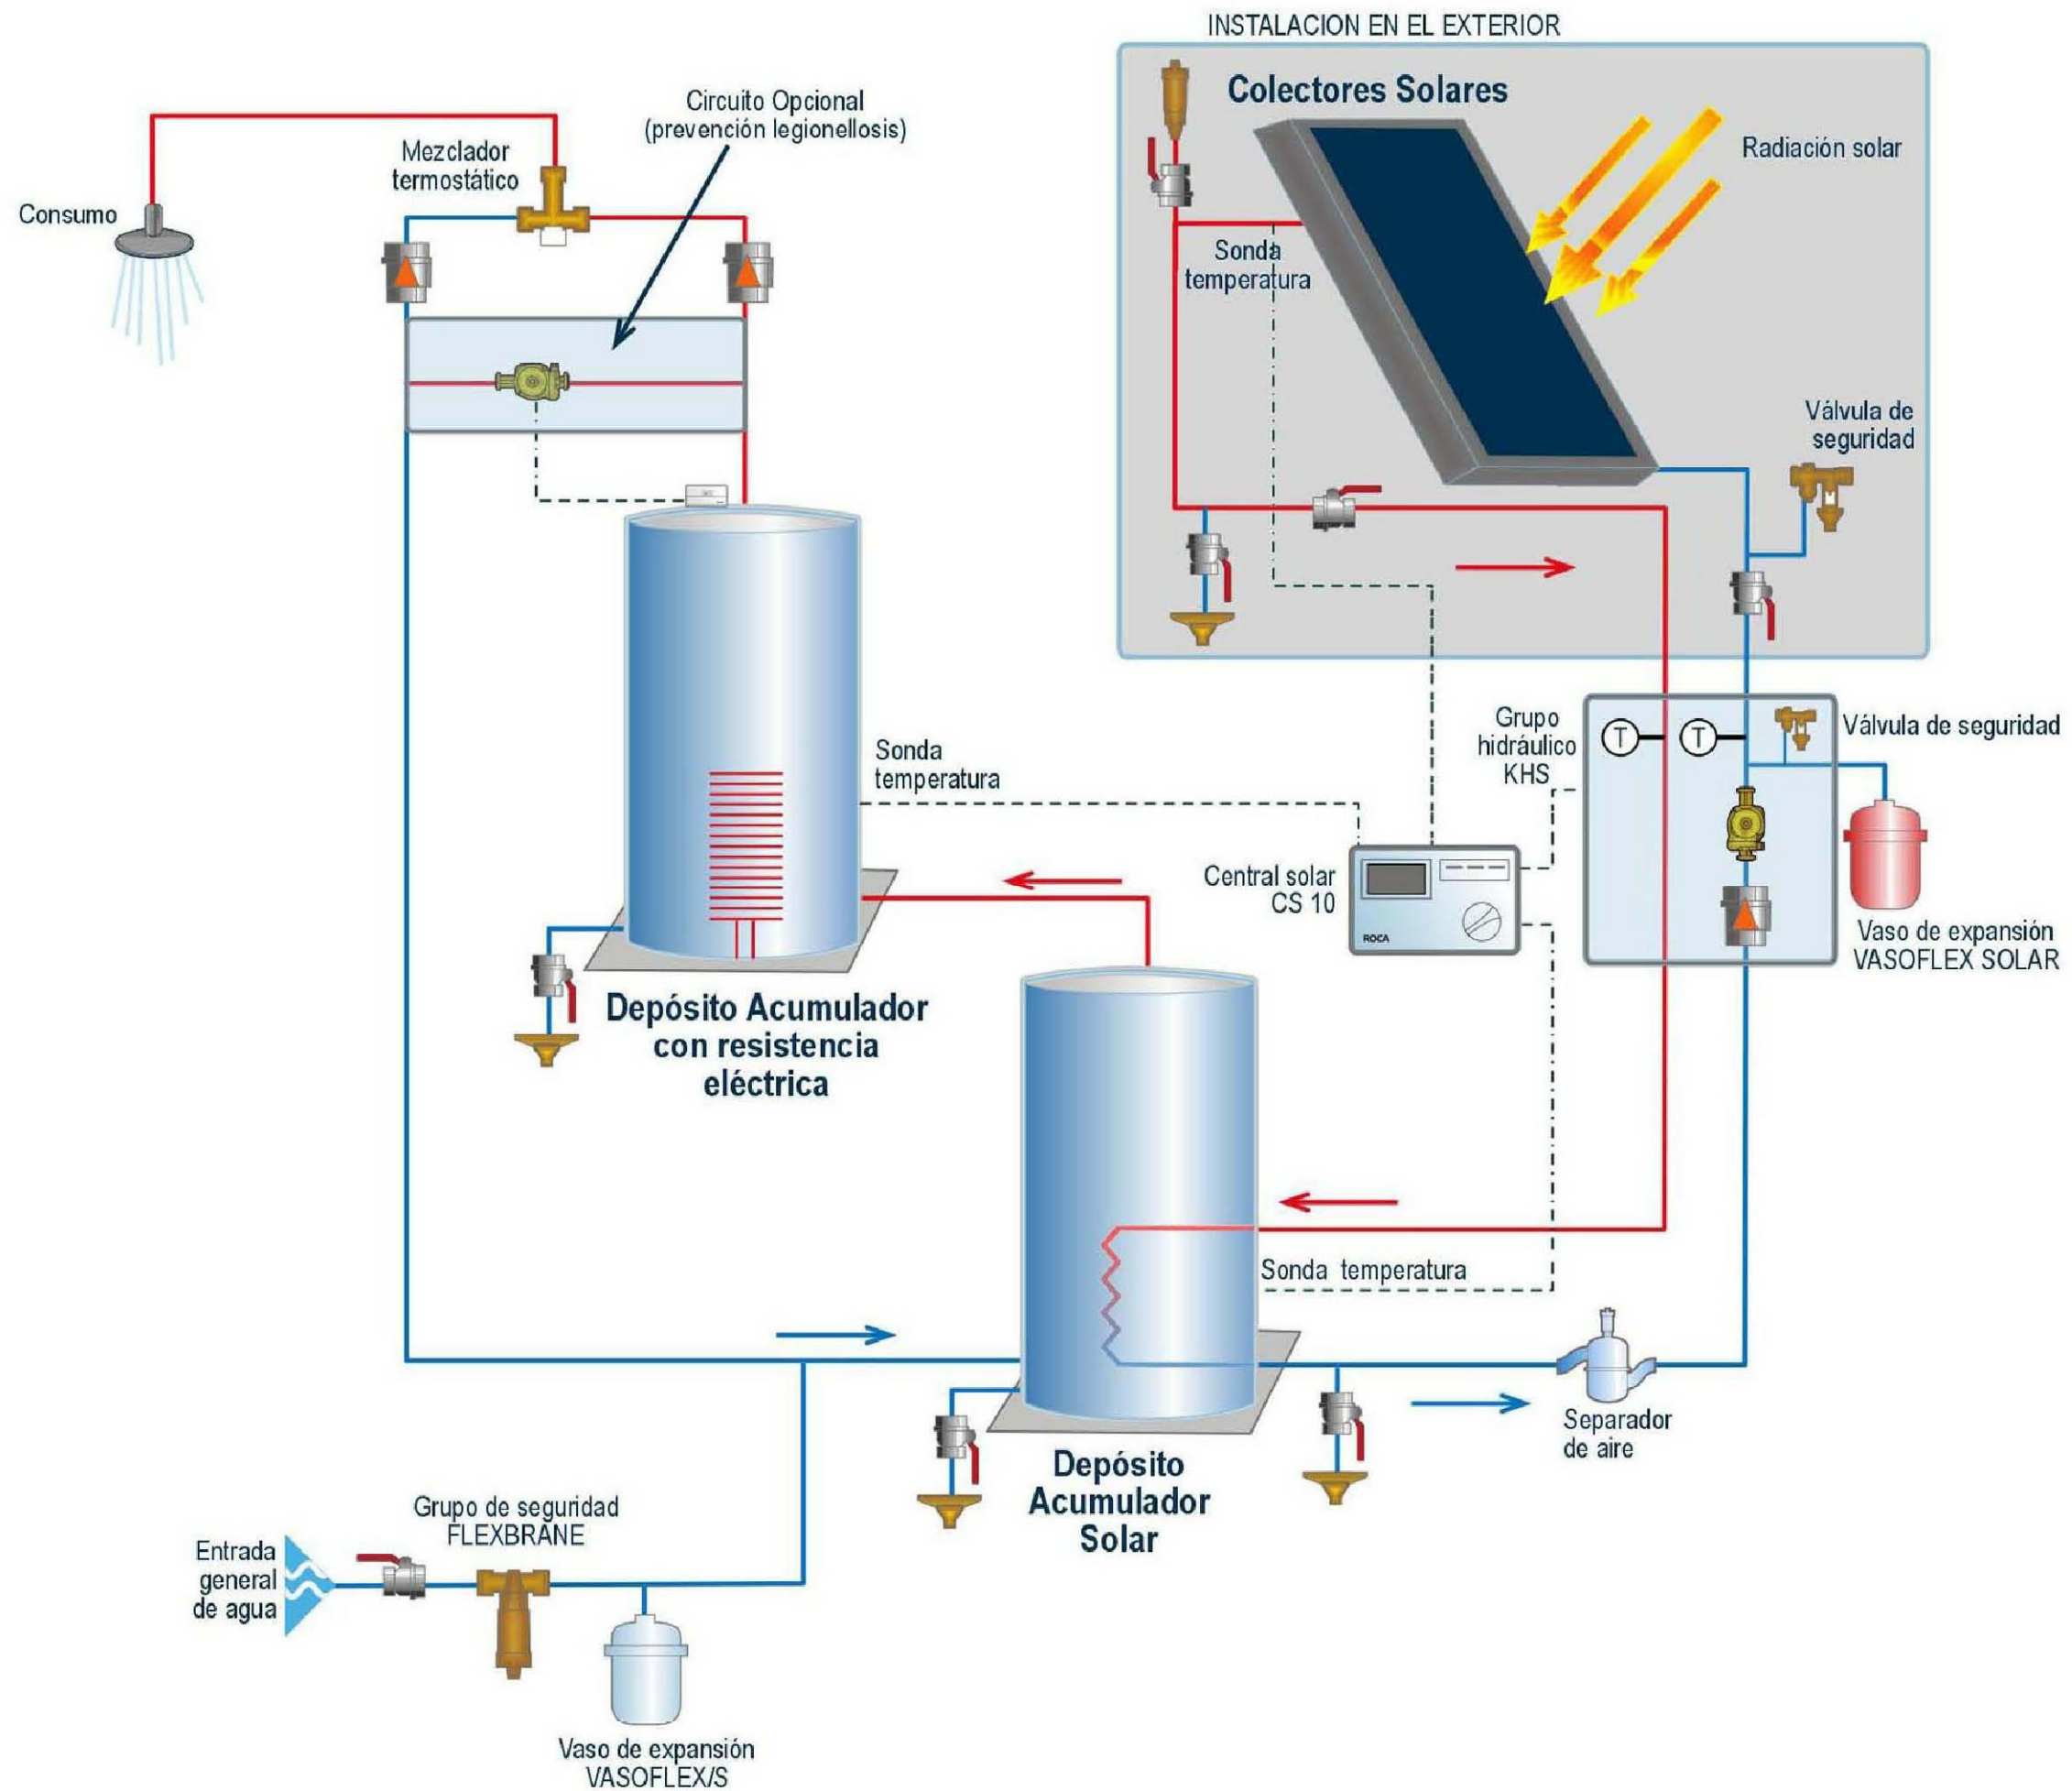 INSTALACION EN EL EXTERIOR
Colectores Solares
Radiación solar
Circuito Opcional
(prevención legionellosis)
Mezclador
termostático
Consumo
Sonda
temperatura
Válvula de
seguridad
Grupo
hidráulico
KHS
T
T
Válvula de seguridad
Sonda
temperatura
Central solar
CS 10
ROCA
Vaso de expansión
VASOFLEX SOLAR
Depósito Acumulador
con resistencia
eléctrica
Sonda temperatura
Separador
de aire
Depósito
Acumulador
Solar
Grupo de seguridad
FLEXBRANE
Entrada
general
de agua
Vaso de expansión
VASOFLEX/S